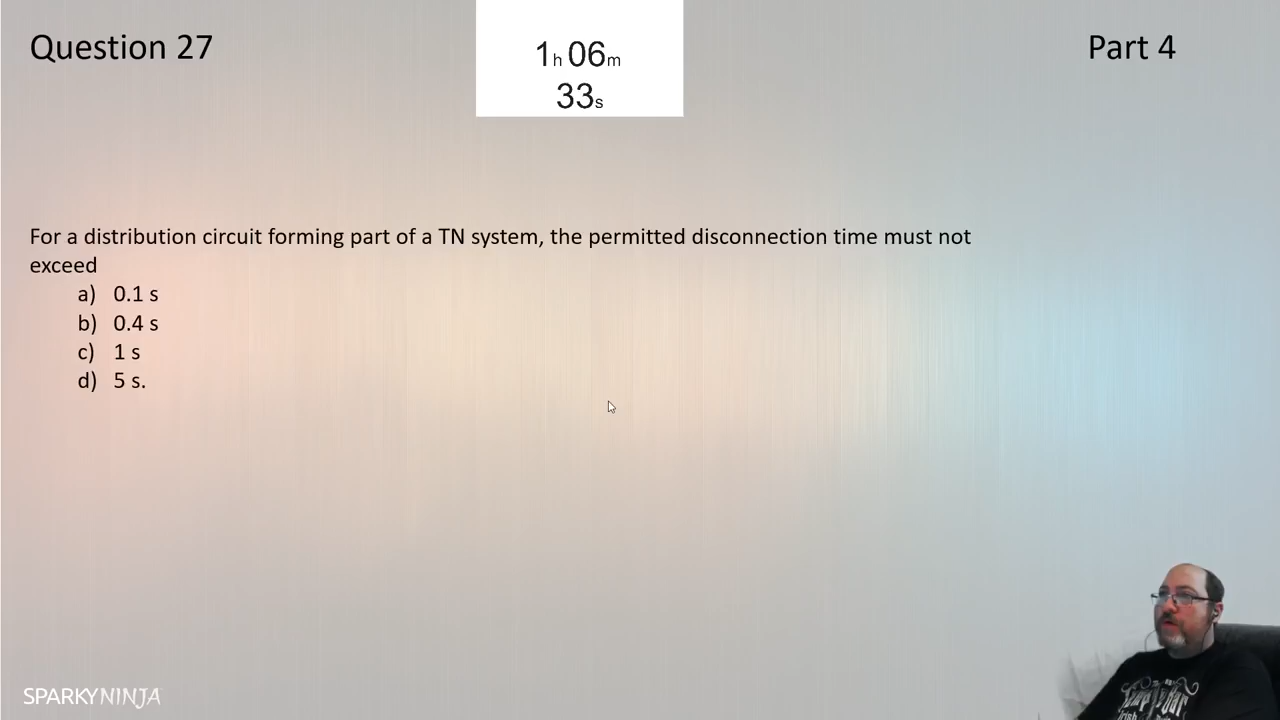 Question 27
1h 06m
33s
Part 4
For a distribution circuit forming part of a TN system, the permitted disconnection time must not
exceed
a) 0.1 s
b) 0.4 s
c) 1 s
d) 5 s.
SPARKYNINJA